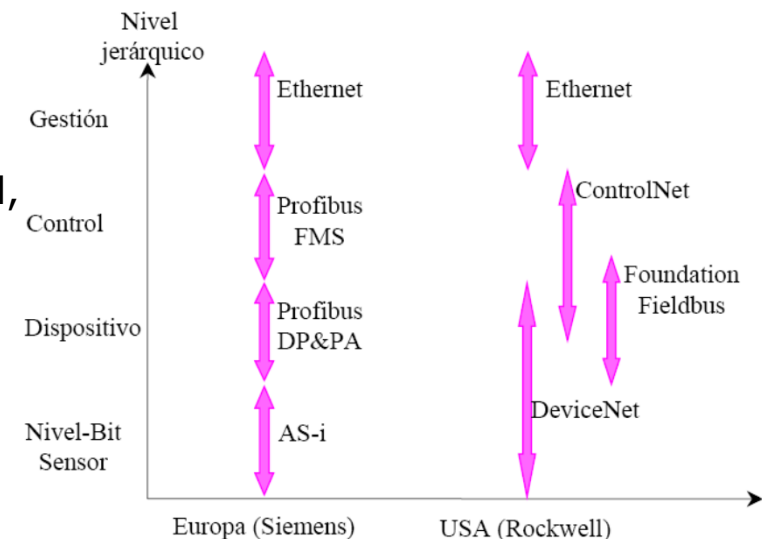 Nivel
jerárquico
Ethernet
Ethernet
Gestión
l,
ControlNet
Profibus
FMS
Control
Foundation
Fieldbus
Profibus
DP&PA
Dispositivo
DeviceNet
Nivel-Bit
Sensor
AS-i
Europa (Siemens)
USA (Rockwell)